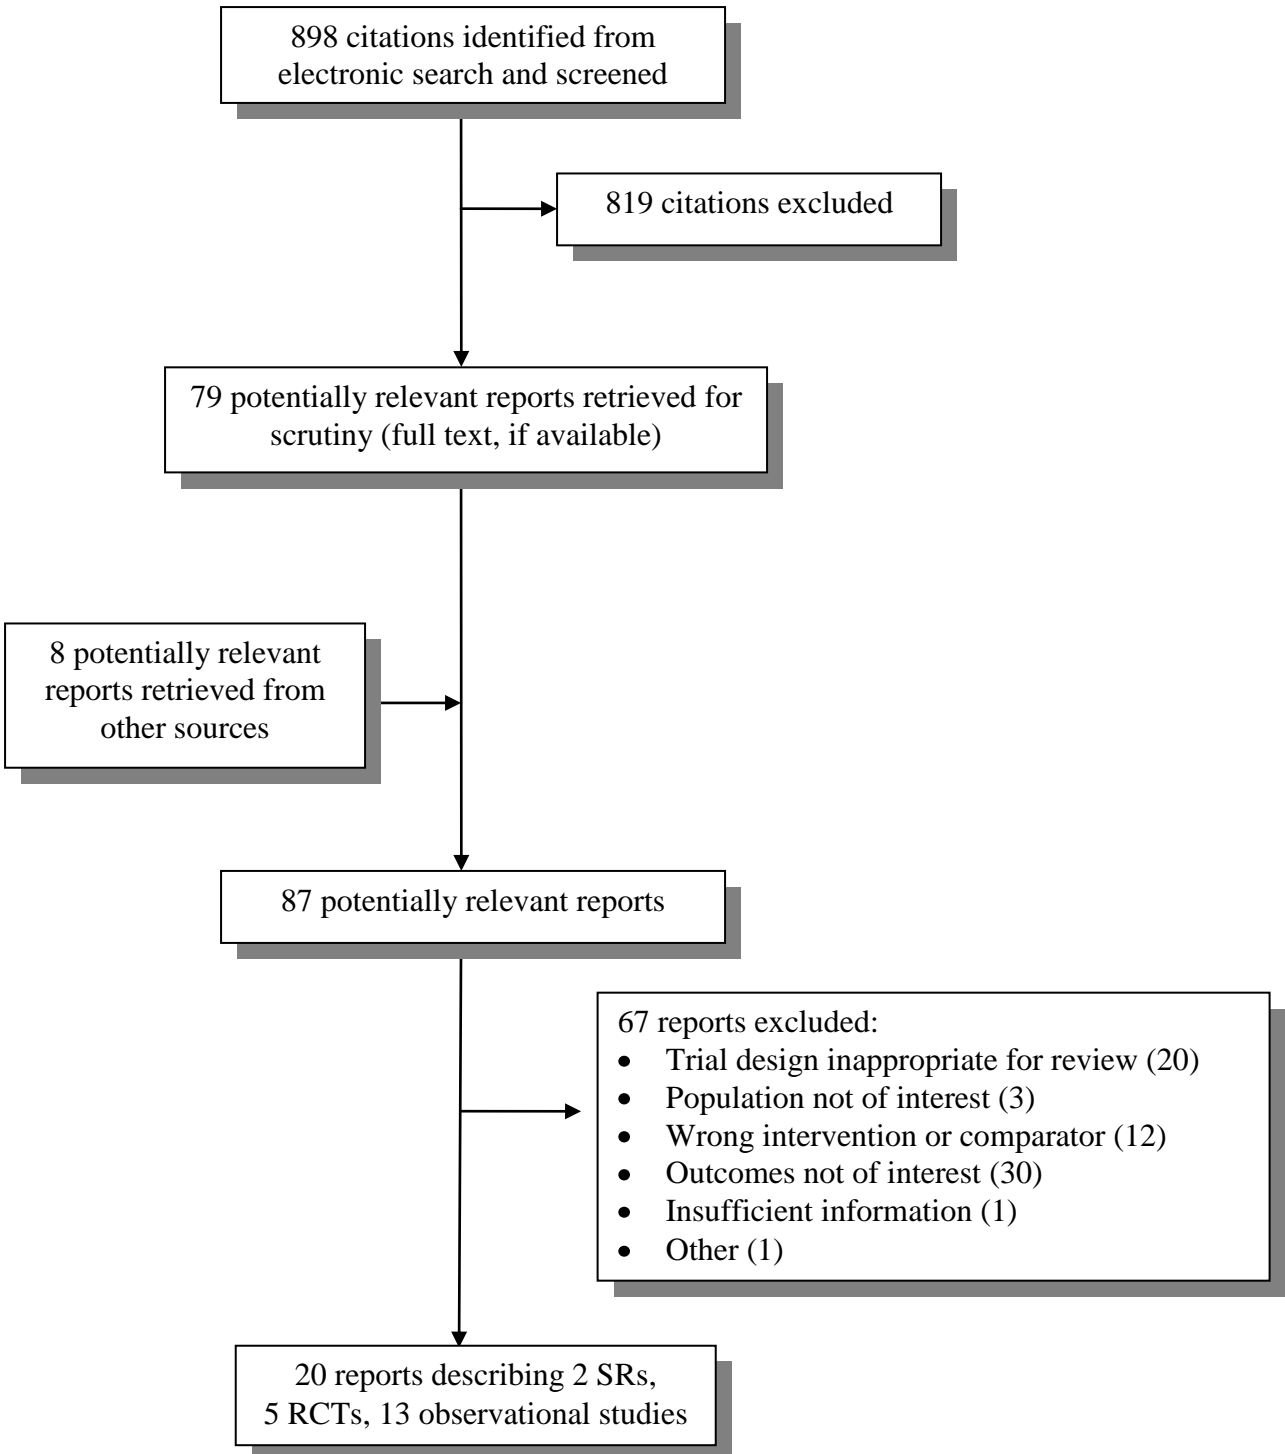 898 citations identified from
electronic search and screened
819 citations excluded
79 potentially relevant reports retrieved for
scrutiny (full text, if available)
8 potentially relevant
reports retrieved from
other sources
87 potentially relevant reports
67 reports excluded:
• Trial design inappropriate for review (20)
• Population not of interest (3)
• Wrong intervention or comparator (12)
• Outcomes not of interest (30)
• Insufficient information (1)
• Other (1)
20 reports describing 2 SRs,
5 RCTs, 13 observational studies